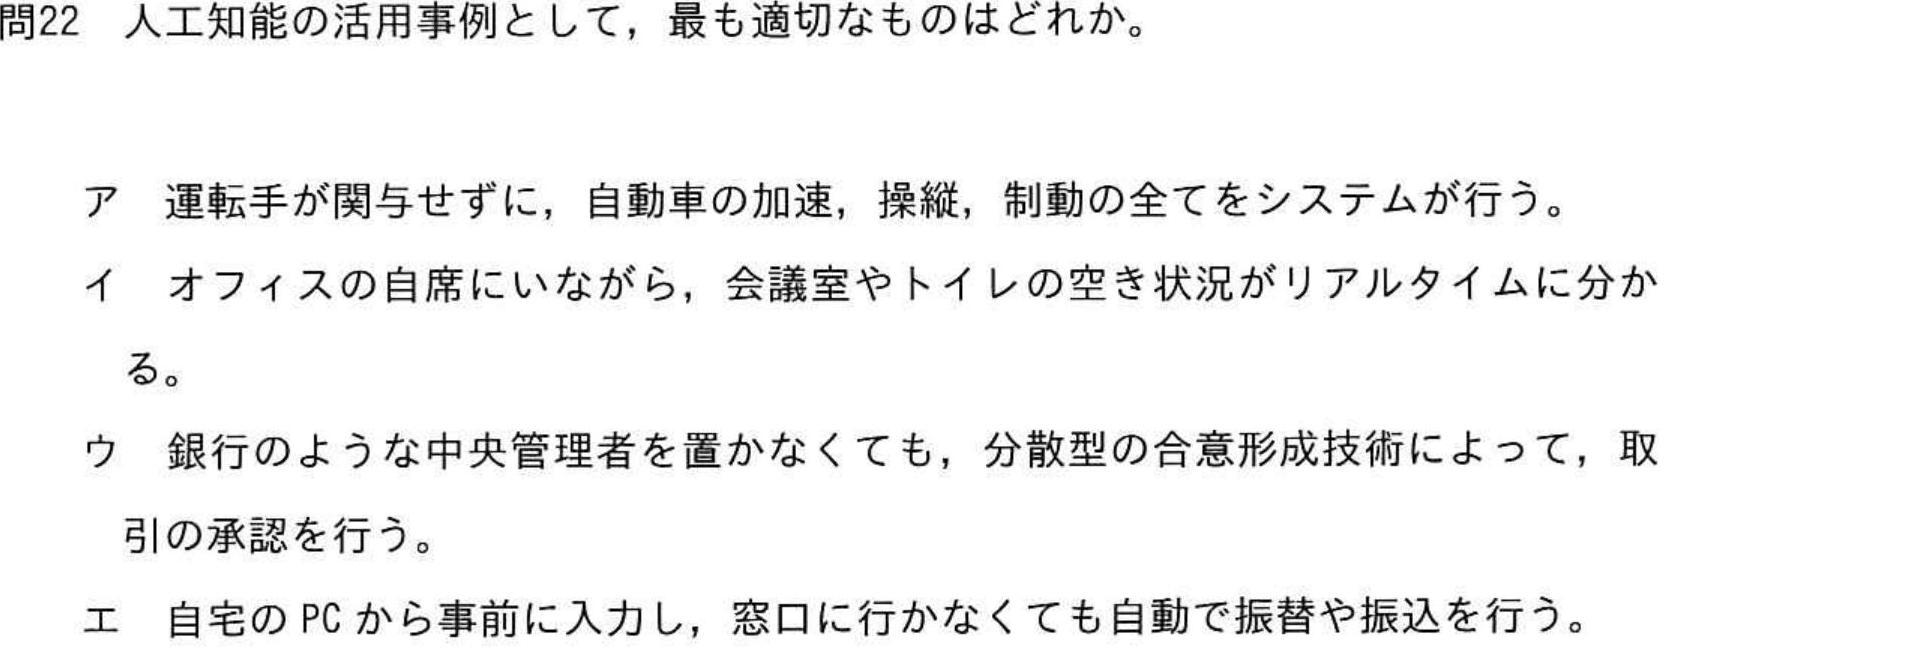 問22　人工知能の活用事例として，最も適切なものはどれか。
ア　運転手が関与せずに，自動車の加速，操縦，制動の全てをシステムが行う。
イ　オフィスの自席にいながら，会議室やトイレの空き状況がリアルタイムに分か
る。
ウ　銀行のような中央管理者を置かなくても，分散型の合意形成技術によって，取
引の承認を行う。
エ　自宅の PC から事前に入力し，窓口に行かなくても自動で振替や振込を行う。